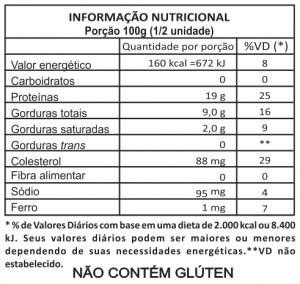 INFORMAÇÃO NUTRICIONAL
Porção 100g (1/2 unidade)
Quantidade por porção %VD (*)
Valor energético 160 kcal =672 kJ 8
Carboidratos 0 0
Proteínas 19 g 25
Gorduras totais 9,0 g 16
Gorduras saturadas 2,0 g 9
Gorduras trans 0 **
Colesterol 88 mg 29
Fibra alimentar 0 0
Sódio 95 mg 4
Ferro 1 mg 7
* % de Valores Diários com base em uma dieta de 2.000 kcal ou 8.400
kJ. Seus valores diários podem ser maiores ou menores
dependendo de suas necessidades energéticas.**VD não
estabelecido.
NÃO CONTÉM GLÚTEN